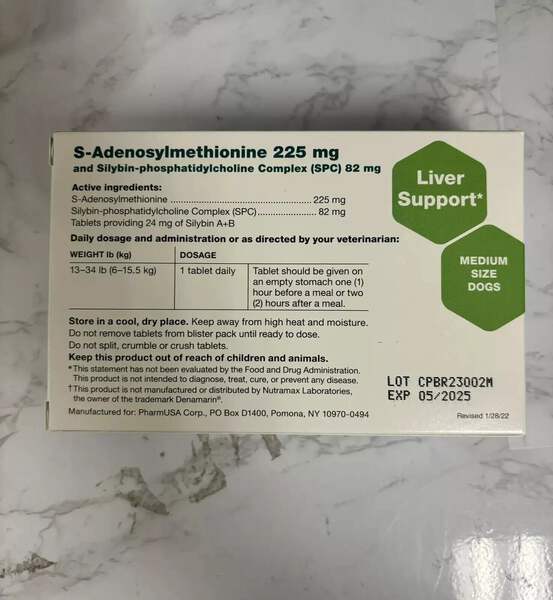 S-Adenosylmethionine 225 mg
and Silybin-phosphatidylcholine Complex (SPC) 82 mg
Active ingredients:
S-Adenosylmethionine ................................................ 225 mg
Silybin-phosphatidylcholine Complex (SPC)...................... 82 mg
Tablets providing 24 mg of Silybin A+B
Daily dosage and administration or as directed by your veterinarian:
WEIGHT lb (kg) DOSAGE
13–34 lb (6–15.5 kg) 1 tablet daily Tablet should be given on
an empty stomach one (1)
hour before a meal or two
(2) hours after a meal.
Store in a cool, dry place. Keep away from high heat and moisture.
Do not remove tablets from blister pack until ready to dose.
Do not split, crumble or crush tablets.
Keep this product out of reach of children and animals.
*This statement has not been evaluated by the Food and Drug Administration.
This product is not intended to diagnose, treat, cure, or prevent any disease.
†This product is not manufactured or distributed by Nutramax Laboratories,
the owner of the trademark Denamarin®.
Manufactured for: PharmUSA Corp., PO Box D1400, Pomona, NY 10970-0494
Liver
Support*
MEDIUM
SIZE
DOGS
LOT CPBR23002M
EXP 05/2025
Revised 1/28/22